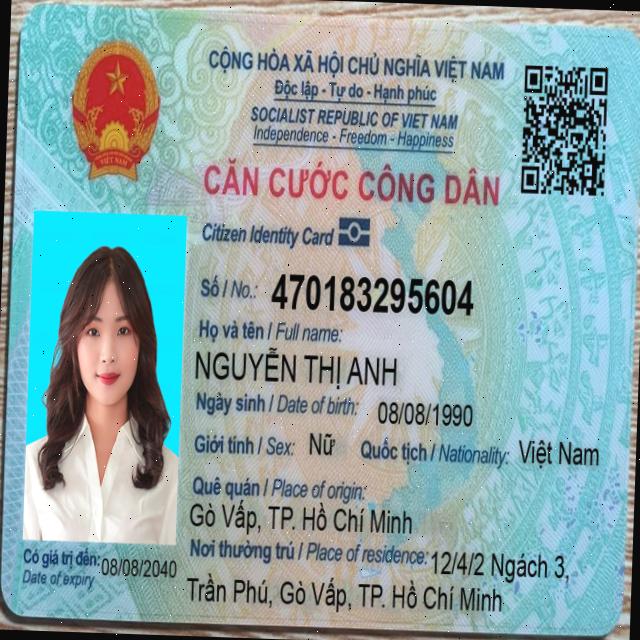 CỘNG HÒA XÃ HỘI CHỦ NGHĨA VIỆT NAM
Độc lập - Tự do - Hạnh phúc
SOCIALIST REPUBLIC OF VIET NAM
Independence - Freedom - Happiness
CĂN CƯỚC CÔNG DÂN
Citizen Identity Card
Số / No.: 470183295604
Họ và tên / Full name:
NGUYỄN THỊ ANH
Ngày sinh / Date of birth: 08/08/1990
Giới tính / Sex: Nữ Quốc tịch / Nationality: Việt Nam
Quê quán / Place of origin:
Gò Vấp, TP. Hồ Chí Minh
Nơi thường trú / Place of residence: 12/4/2 Ngách 3,
Trần Phú, Gò Vấp, TP. Hồ Chí Minh
Có giá trị đến: 08/08/2040
Date of expiry
VIỆT NAM